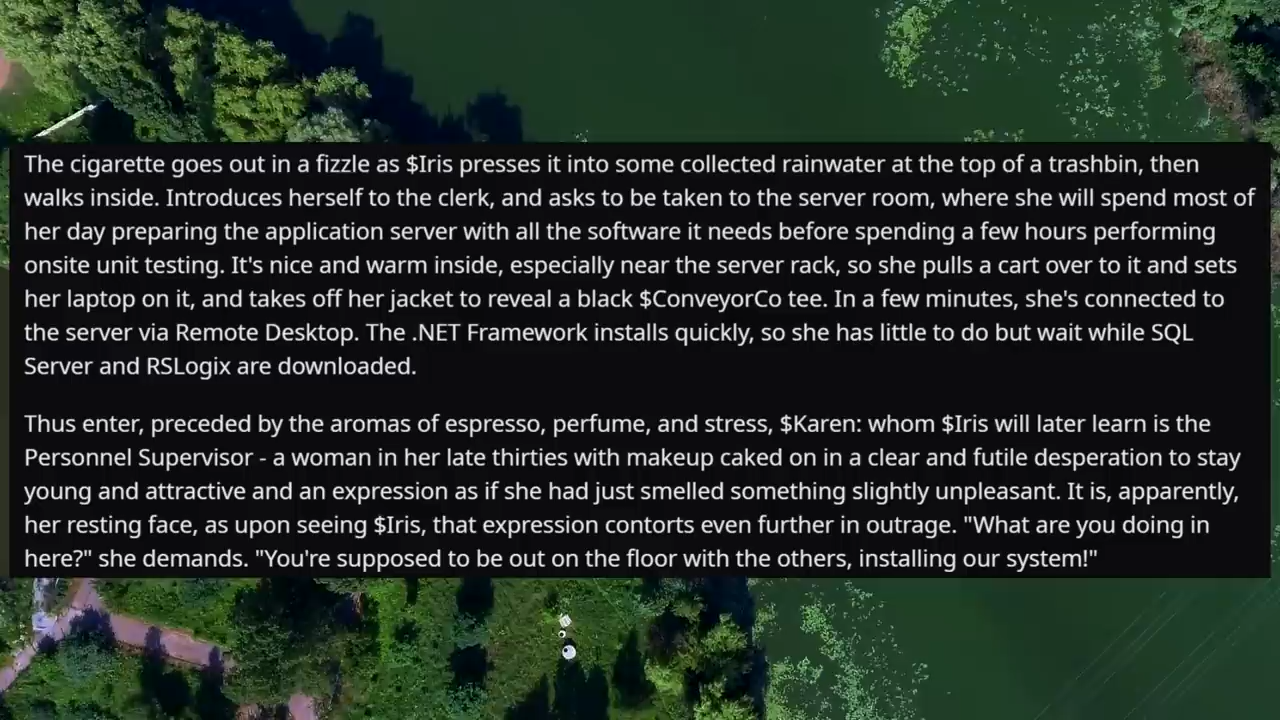 The cigarette goes out in a fizzle as $Iris presses it into some collected rainwater at the top of a trashbin, then
walks inside. Introduces herself to the clerk, and asks to be taken to the server room, where she will spend most of
her day preparing the application server with all the software it needs before spending a few hours performing
onsite unit testing. It's nice and warm inside, especially near the server rack, so she pulls a cart over to it and sets
her laptop on it, and takes off her jacket to reveal a black $ConveyorCo tee. In a few minutes, she's connected to
the server via Remote Desktop. The .NET Framework installs quickly, so she has little to do but wait while SQL
Server and RSLogix are downloaded.
Thus enter, preceded by the aromas of espresso, perfume, and stress, $Karen: whom $Iris will later learn is the
Personnel Supervisor - a woman in her late thirties with makeup caked on in a clear and futile desperation to stay
young and attractive and an expression as if she had just smelled something slightly unpleasant. It is, apparently,
her resting face, as upon seeing $Iris, that expression contorts even further in outrage. "What are you doing in
here?" she demands. "You're supposed to be out on the floor with the others, installing our system!"